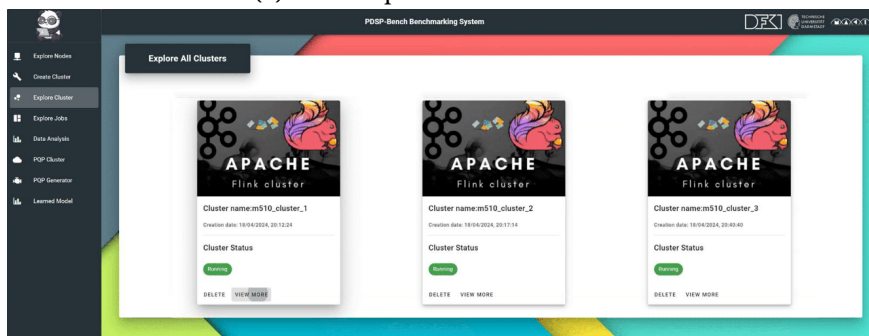 (
PDSP-Bench Benchmarking System
TECHNISCHE
UNIVERSITÄT
DARMSTADT
Explore Nodes
Create Cluster
Explore Cluster
Explore Jobs
Data Analysis
PQP Cluster
PQP Generator
Learned Model
Explore All Clusters
APACHE
Flink cluster
Cluster name:m510_cluster_1
Creation date: 18/04/2024, 20:12:24
Cluster Status
Running
DELETE VIEW MORE
APACHE
Flink cluster
Cluster name:m510_cluster_2
Creation date: 18/04/2024, 20:17:14
Cluster Status
Running
DELETE VIEW MORE
APACHE
Flink cluster
Cluster name:m510_cluster_3
Creation date: 18/04/2024, 20:40:40
Cluster Status
Running
DELETE VIEW MORE